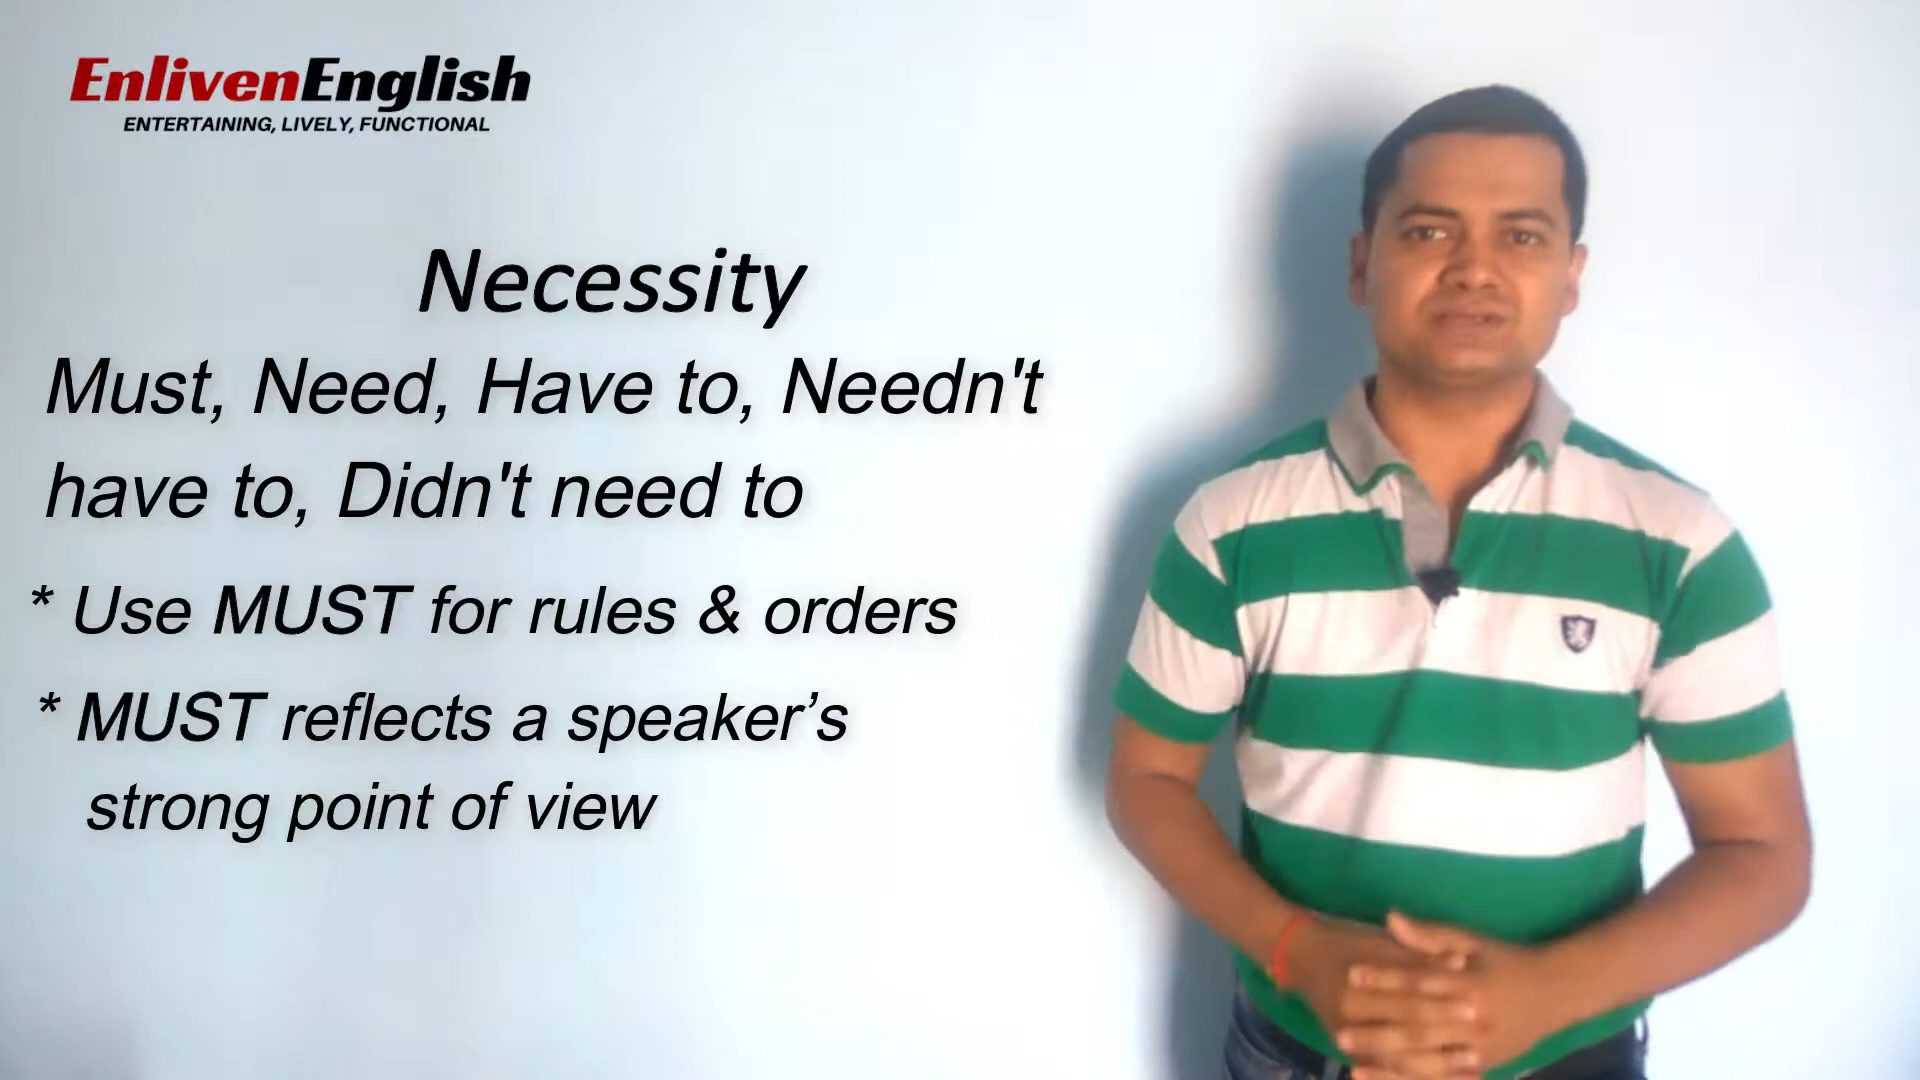 EnlivenEnglish
ENTERTAINING, LIVELY, FUNCTIONAL
Necessity
Must, Need, Have to, Needn't
have to, Didn't need to
* Use MUST for rules & orders
* MUST reflects a speaker’s
strong point of view